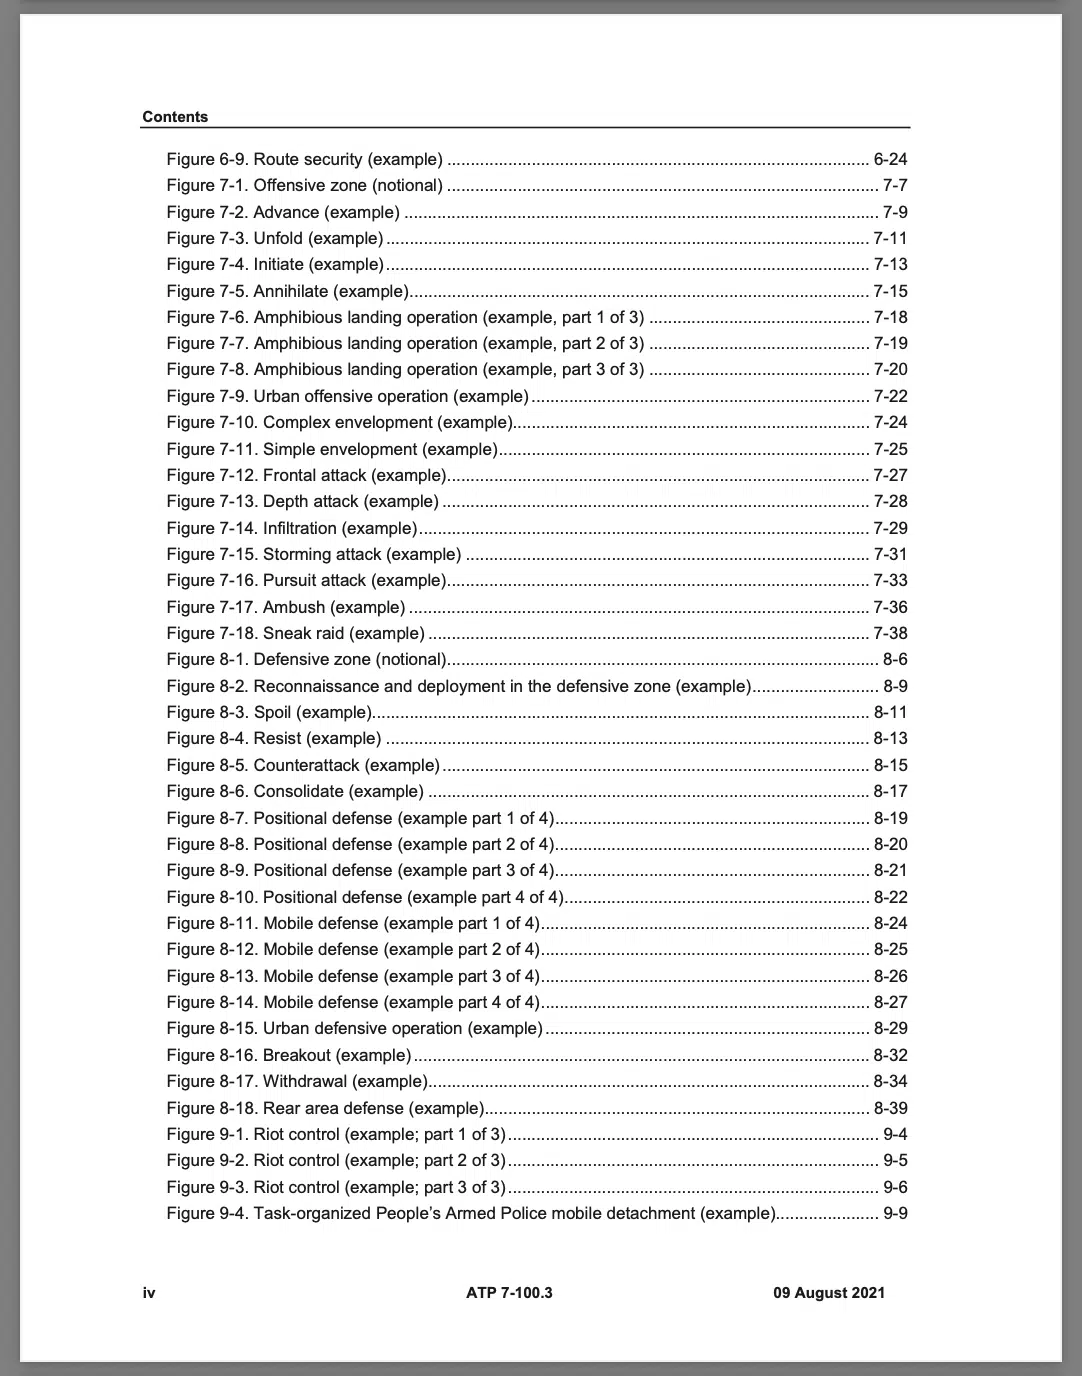 Contents
Figure 6-9. Route security (example) .......... 6-24
Figure 7-1. Offensive zone (notional) .......... 7-7
Figure 7-2. Advance (example) .......... 7-9
Figure 7-3. Unfold (example) .......... 7-11
Figure 7-4. Initiate (example) .......... 7-13
Figure 7-5. Annihilate (example) .......... 7-15
Figure 7-6. Amphibious landing operation (example, part 1 of 3) .......... 7-18
Figure 7-7. Amphibious landing operation (example, part 2 of 3) .......... 7-19
Figure 7-8. Amphibious landing operation (example, part 3 of 3) .......... 7-20
Figure 7-9. Urban offensive operation (example) .......... 7-22
Figure 7-10. Complex envelopment (example) .......... 7-24
Figure 7-11. Simple envelopment (example) .......... 7-25
Figure 7-12. Frontal attack (example) .......... 7-27
Figure 7-13. Depth attack (example) .......... 7-28
Figure 7-14. Infiltration (example) .......... 7-29
Figure 7-15. Storming attack (example) .......... 7-31
Figure 7-16. Pursuit attack (example) .......... 7-33
Figure 7-17. Ambush (example) .......... 7-36
Figure 7-18. Sneak raid (example) .......... 7-38
Figure 8-1. Defensive zone (notional) .......... 8-6
Figure 8-2. Reconnaissance and deployment in the defensive zone (example) .......... 8-9
Figure 8-3. Spoil (example) .......... 8-11
Figure 8-4. Resist (example) .......... 8-13
Figure 8-5. Counterattack (example) .......... 8-15
Figure 8-6. Consolidate (example) .......... 8-17
Figure 8-7. Positional defense (example part 1 of 4) .......... 8-19
Figure 8-8. Positional defense (example part 2 of 4) .......... 8-20
Figure 8-9. Positional defense (example part 3 of 4) .......... 8-21
Figure 8-10. Positional defense (example part 4 of 4) .......... 8-22
Figure 8-11. Mobile defense (example part 1 of 4) .......... 8-24
Figure 8-12. Mobile defense (example part 2 of 4) .......... 8-25
Figure 8-13. Mobile defense (example part 3 of 4) .......... 8-26
Figure 8-14. Mobile defense (example part 4 of 4) .......... 8-27
Figure 8-15. Urban defensive operation (example) .......... 8-29
Figure 8-16. Breakout (example) .......... 8-32
Figure 8-17. Withdrawal (example) .......... 8-34
Figure 8-18. Rear area defense (example) .......... 8-39
Figure 9-1. Riot control (example; part 1 of 3) .......... 9-4
Figure 9-2. Riot control (example; part 2 of 3) .......... 9-5
Figure 9-3. Riot control (example; part 3 of 3) .......... 9-6
Figure 9-4. Task-organized People’s Armed Police mobile detachment (example) .......... 9-9
iv ATP 7-100.3 09 August 2021